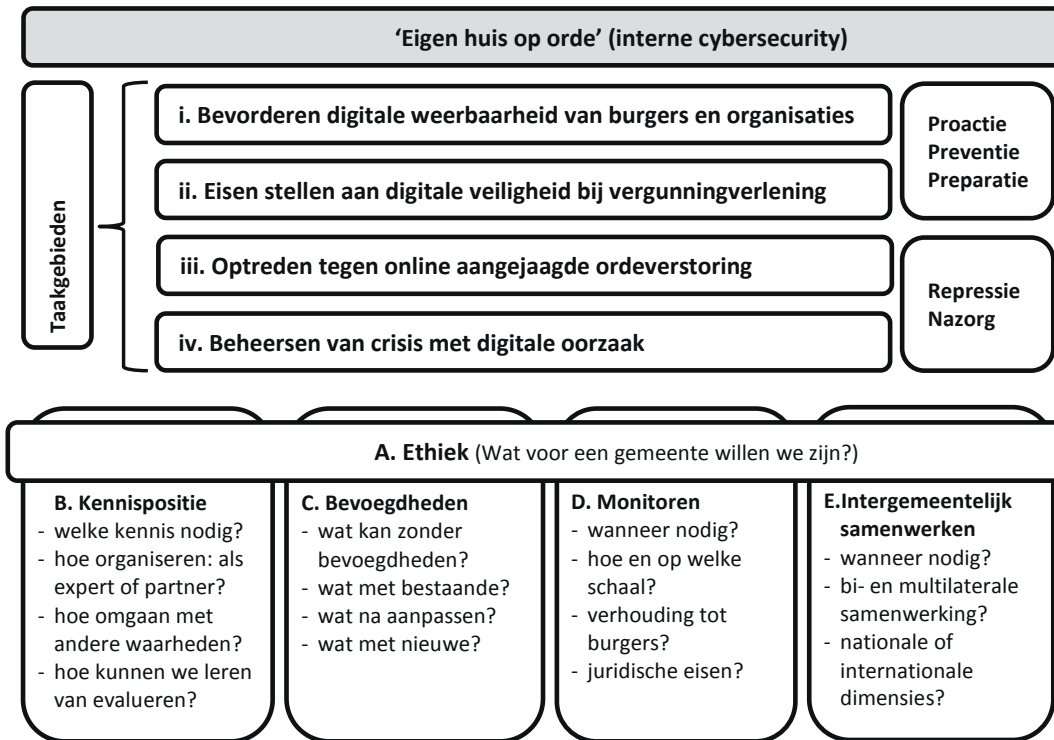 ‘Eigen huis op orde’ (interne cybersecurity)
Taakgebieden
i. Bevorderen digitale weerbaarheid van burgers en organisaties
ii. Eisen stellen aan digitale veiligheid bij vergunningverlening
iii. Optreden tegen online aangejaagde ordeverstoring
iv. Beheersen van crisis met digitale oorzaak
Proactie
Preventie
Preparatie
Repressie
Nazorg
A. Ethiek (Wat voor een gemeente willen we zijn?)
B. Kennispositie
- welke kennis nodig?
- hoe organiseren: als
expert of partner?
- hoe omgaan met
andere waarheden?
- hoe kunnen we leren
van evalueren?
C. Bevoegdheden
- wat kan zonder
bevoegdheden?
- wat met bestaande?
- wat na aanpassen?
- wat met nieuwe?
D. Monitoren
- wanneer nodig?
- hoe en op welke
schaal?
- verhouding tot
burgers?
- juridische eisen?
E.Intergemeentelijk
samenwerken
- wanneer nodig?
- bi- en multilaterale
samenwerking?
- nationale of
internationale
dimensies?